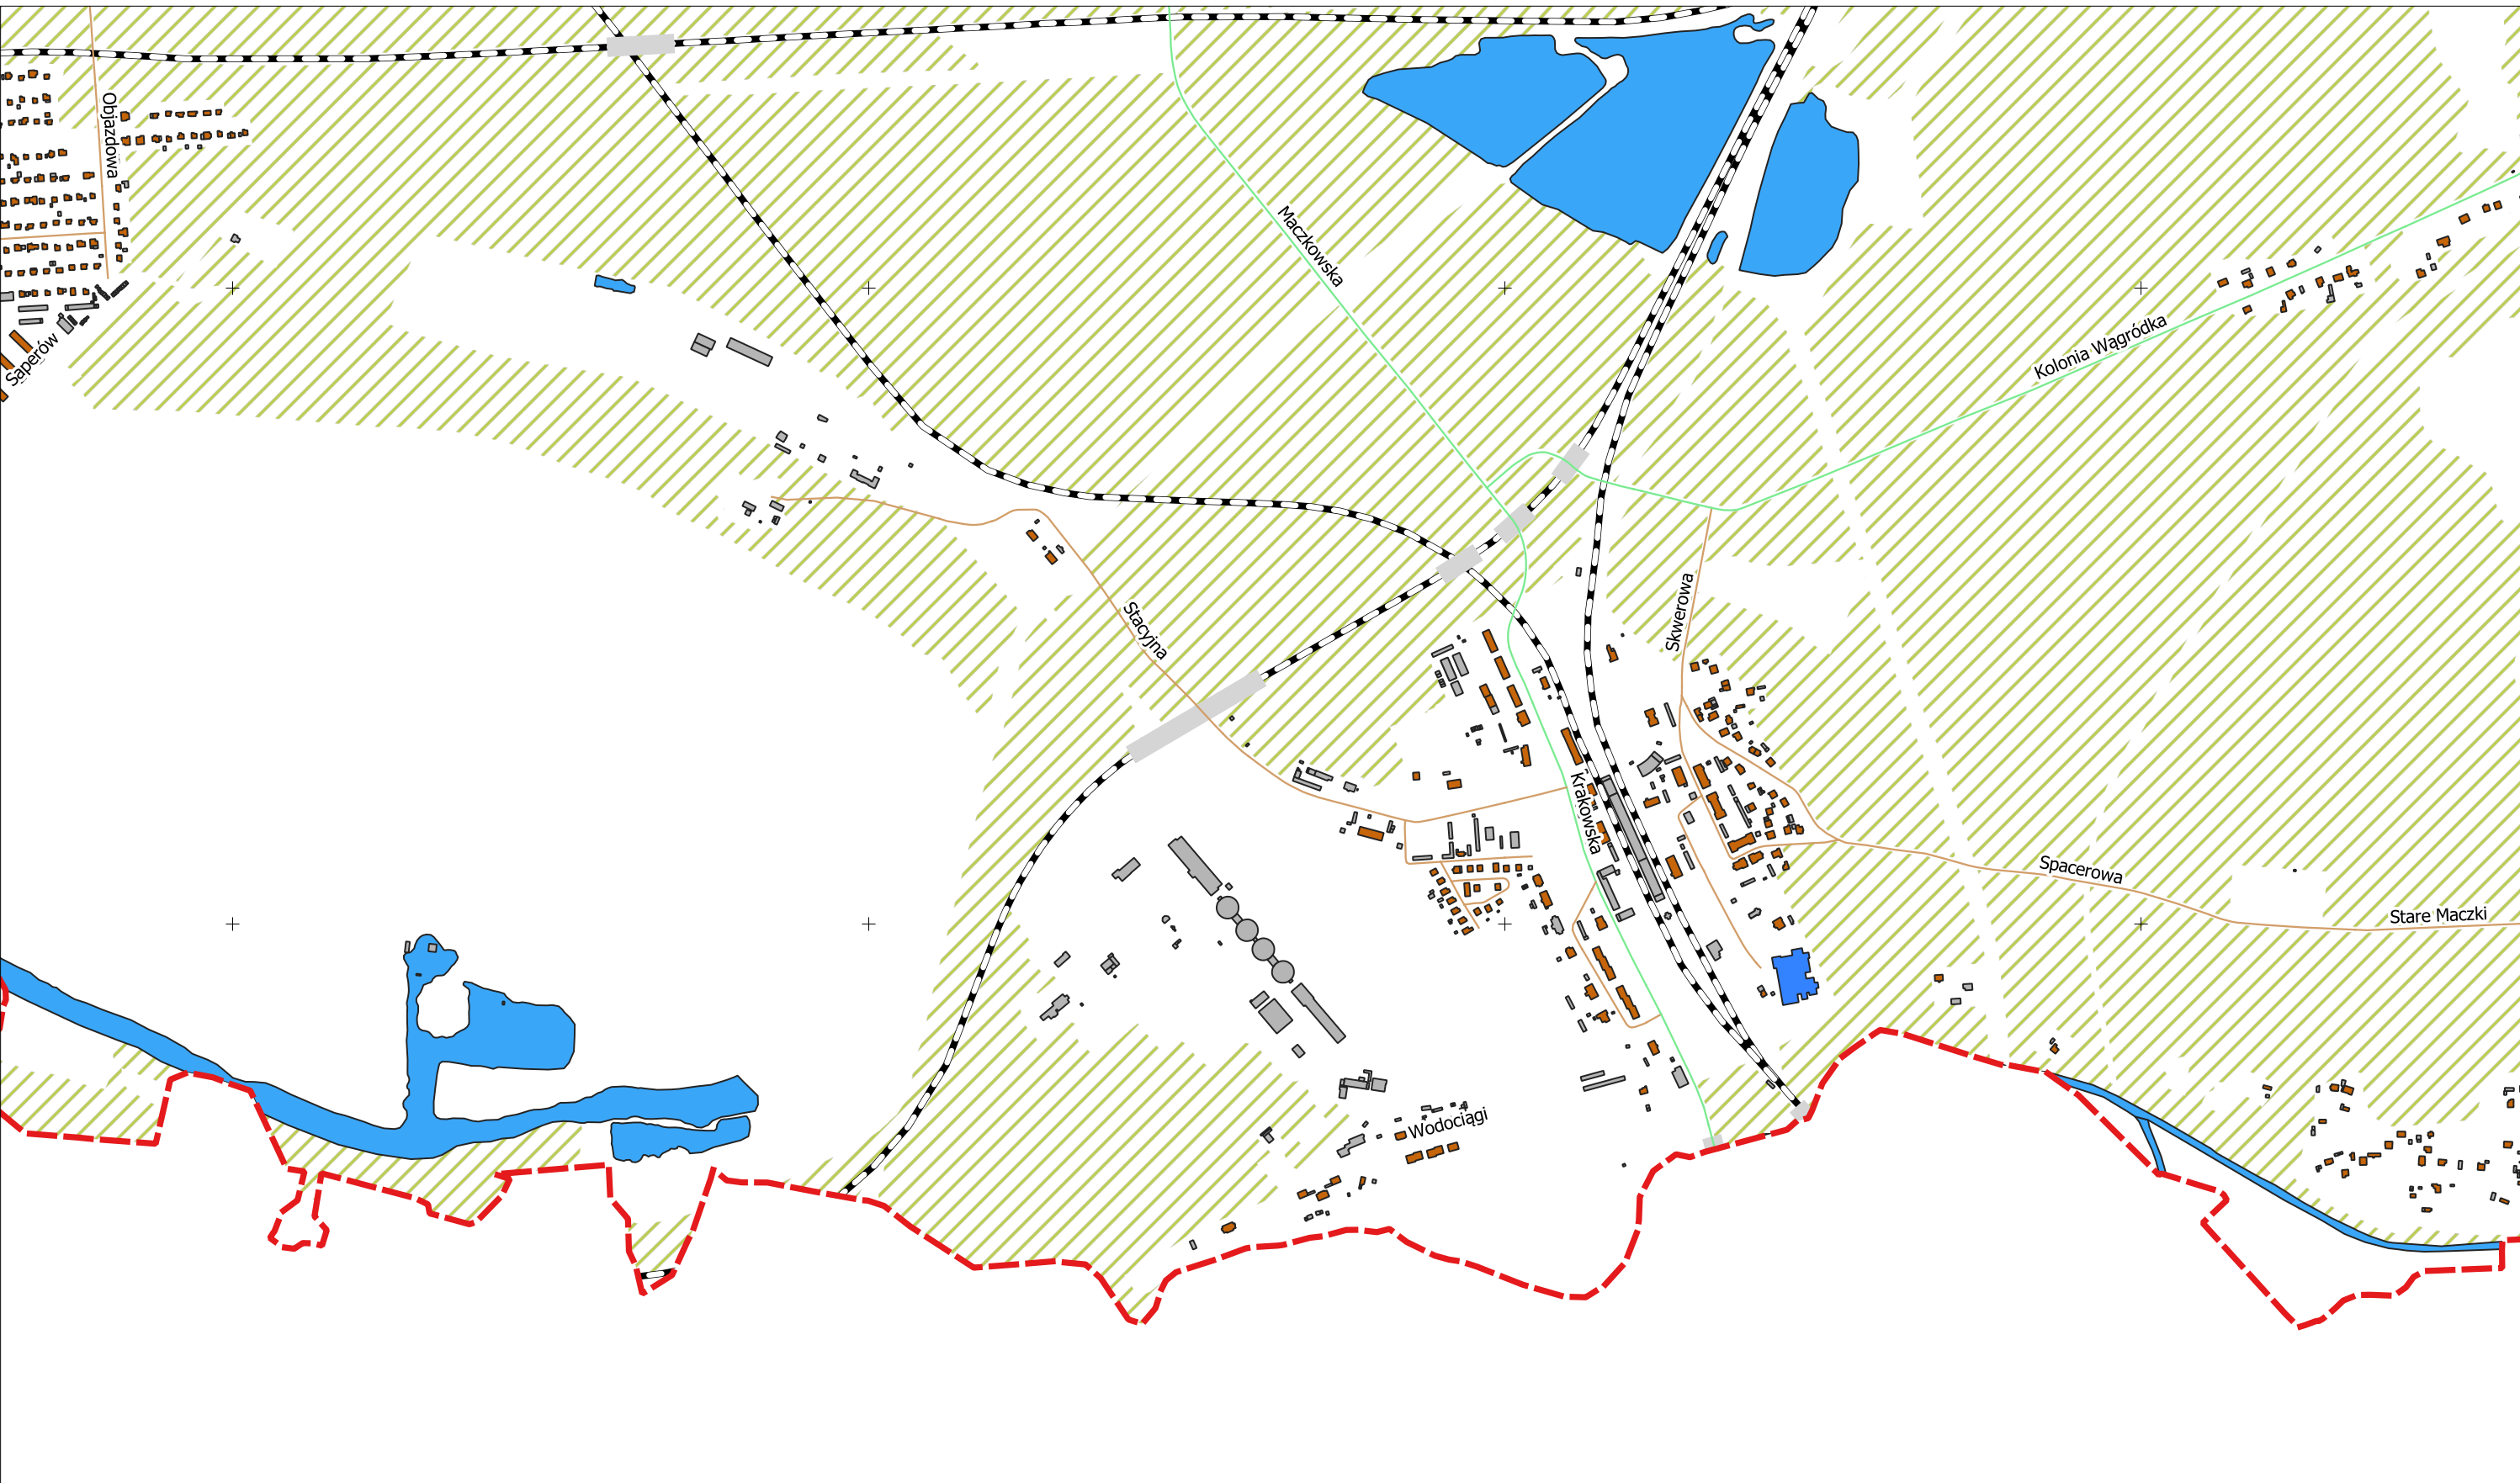 Objazdowa
Maczkowska
Kolonia Wągródka
Saperów
Skwerowa
Stacyjna
Krakowska
Spacerowa
Stare Maczki
Wodociągi